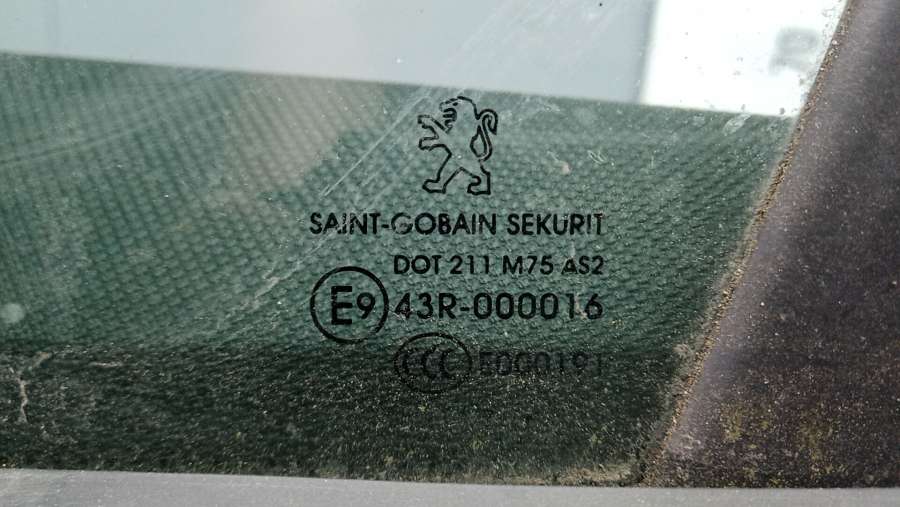 SAINT-GOBAIN SEKURIT
DOT 211 M75 AS2
E9 43R-000016
CCC E000191